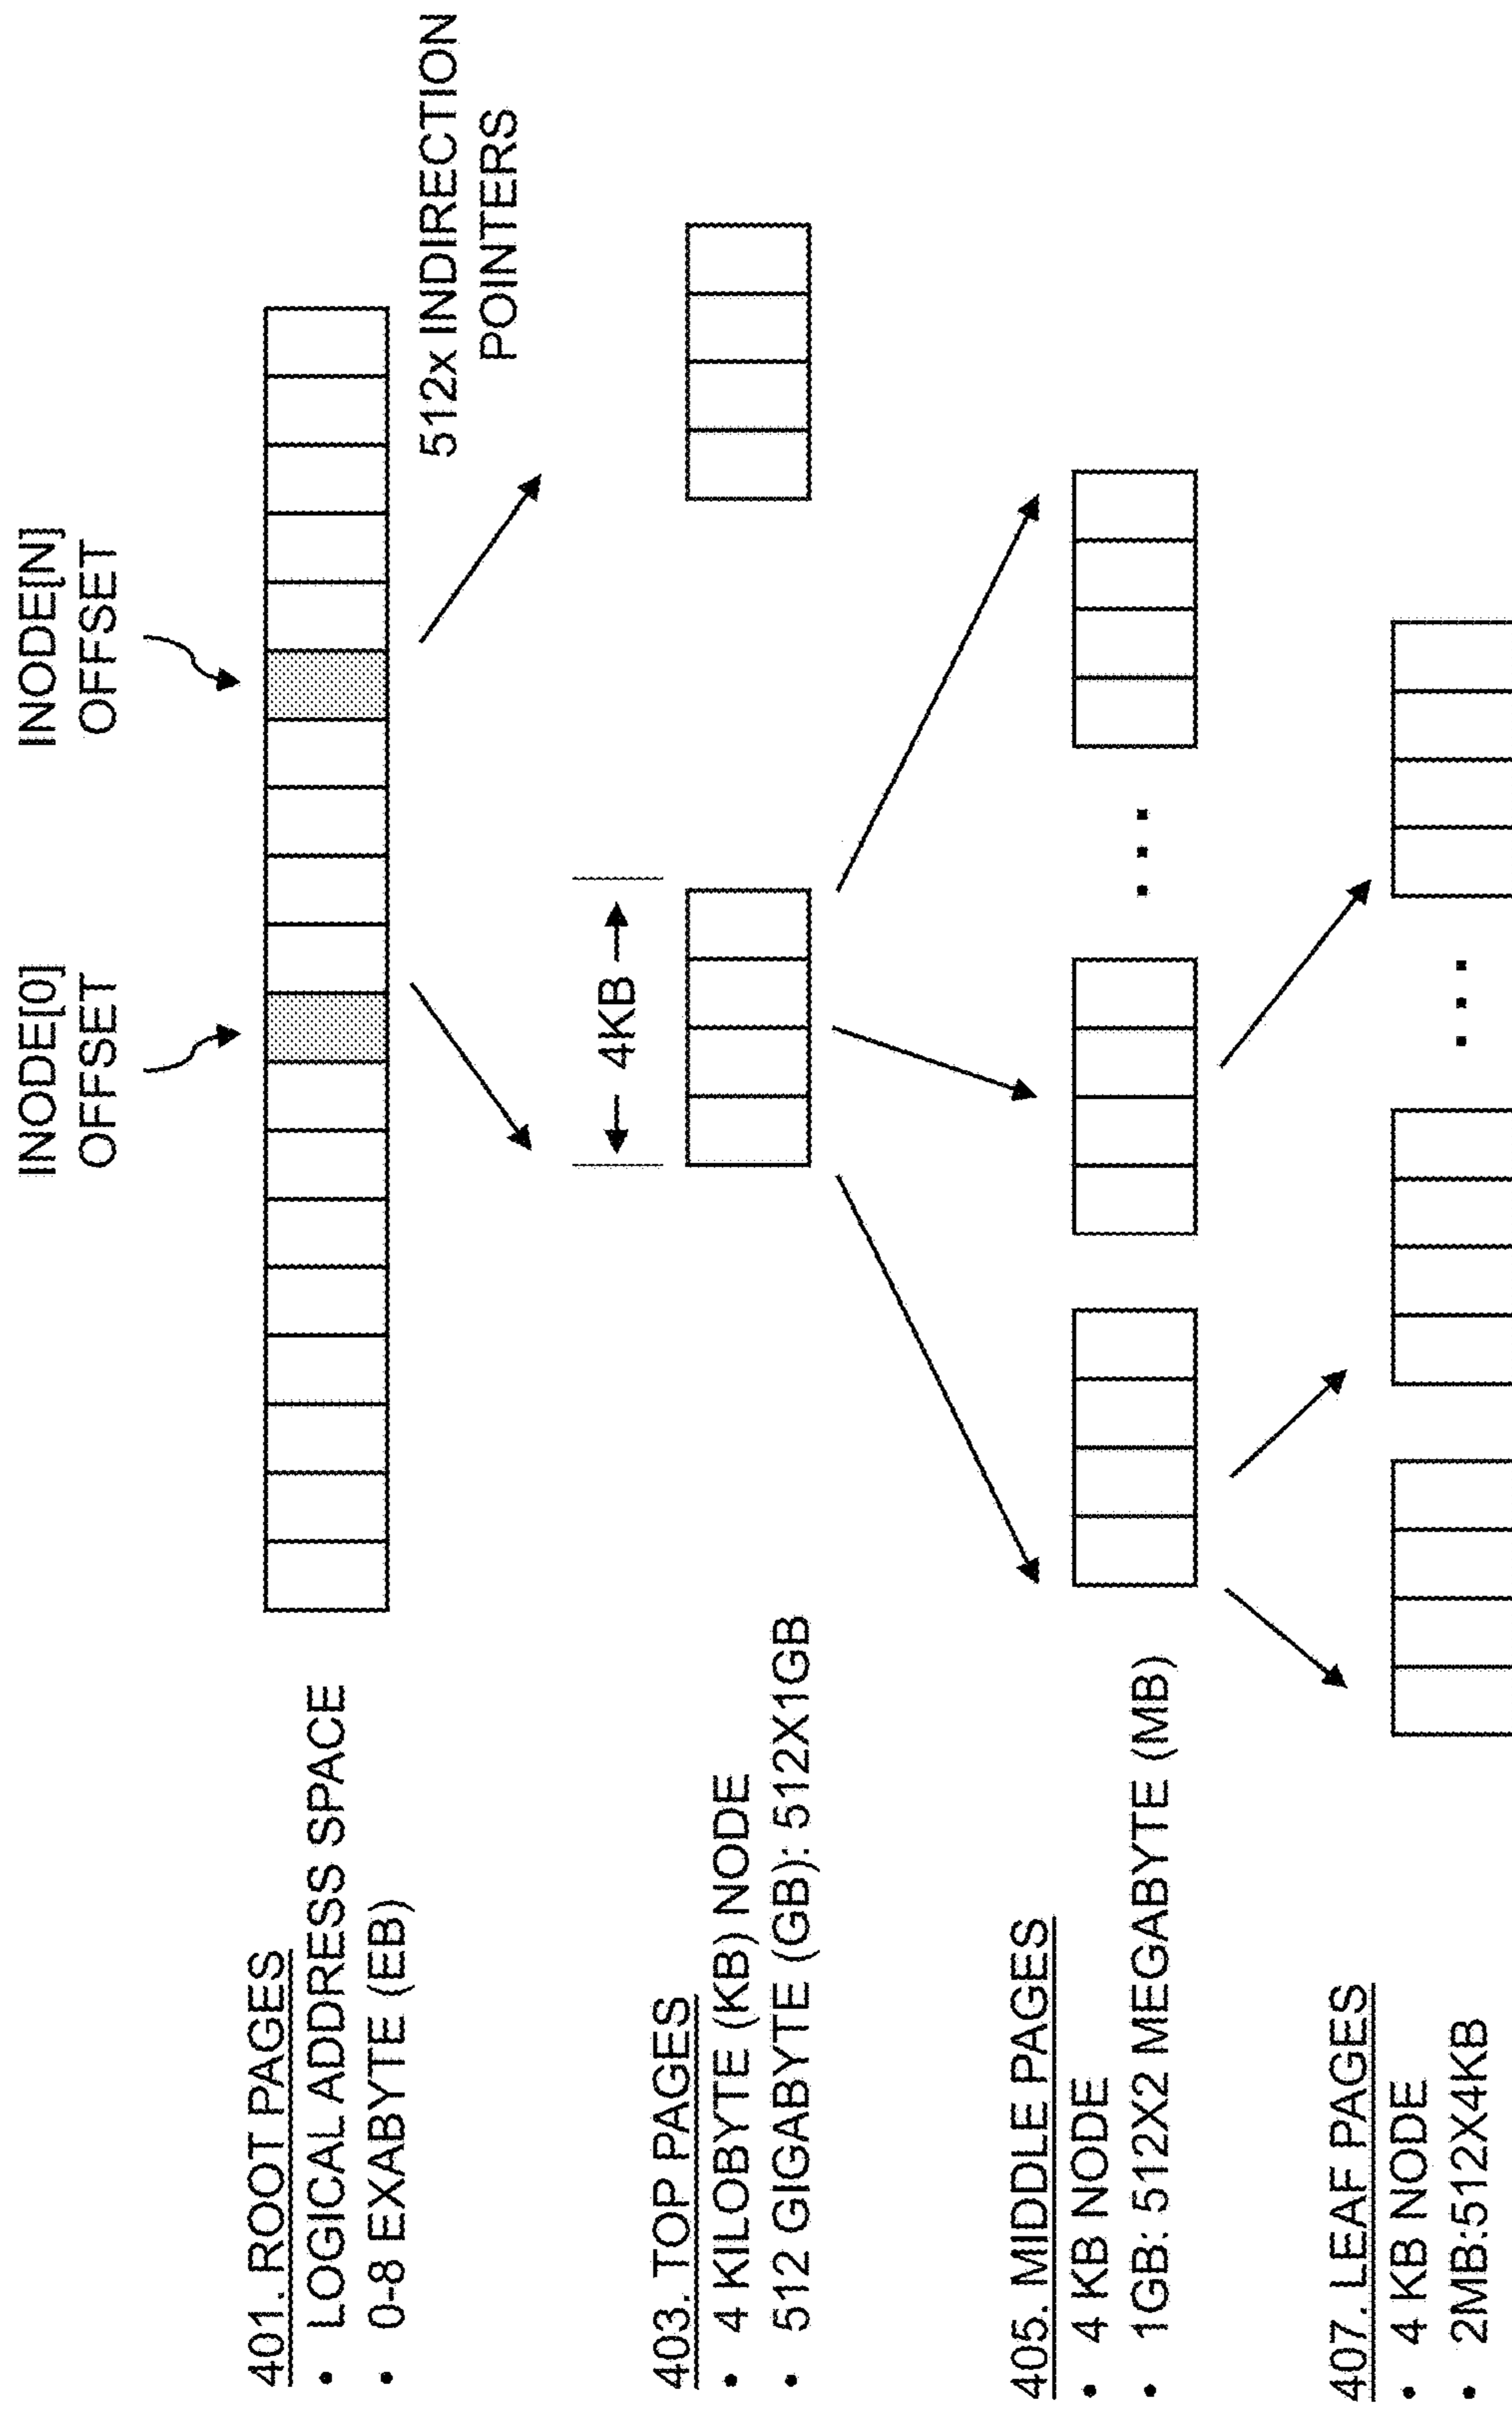 INODE[0]
OFFSET
INODE[N]
OFFSET
401. ROOT PAGES
• LOGICAL ADDRESS SPACE
• 0-8 EXABYTE (EB)
512x INDIRECTION
POINTERS
4KB
403. TOP PAGES
• 4 KILOBYTE (KB) NODE
• 512 GIGABYTE (GB): 512X1GB
405. MIDDLE PAGES
• 4 KB NODE
• 1GB: 512X2 MEGABYTE (MB)
407. LEAF PAGES
• 4 KB NODE
• 2MB:512X4KB